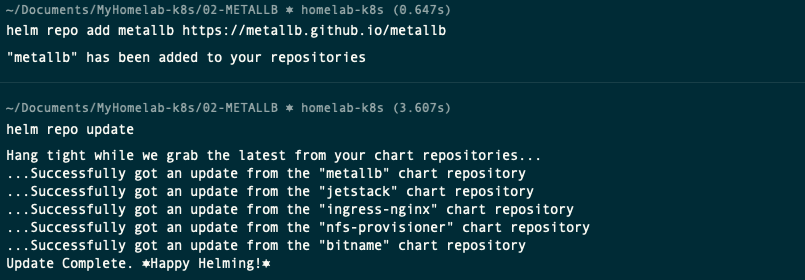 ~/Documents/MyHomelab-k8s/02-METALLB ✷ homelab-k8s (0.647s)
helm repo add metallb https://metallb.github.io/metallb
"metallb" has been added to your repositories
~/Documents/MyHomelab-k8s/02-METALLB ✷ homelab-k8s (3.607s)
helm repo update
Hang tight while we grab the latest from your chart repositories...
...Successfully got an update from the "metallb" chart repository
...Successfully got an update from the "jetstack" chart repository
...Successfully got an update from the "ingress-nginx" chart repository
...Successfully got an update from the "nfs-provisioner" chart repository
...Successfully got an update from the "bitname" chart repository
Update Complete. ✷Happy Helming!✷